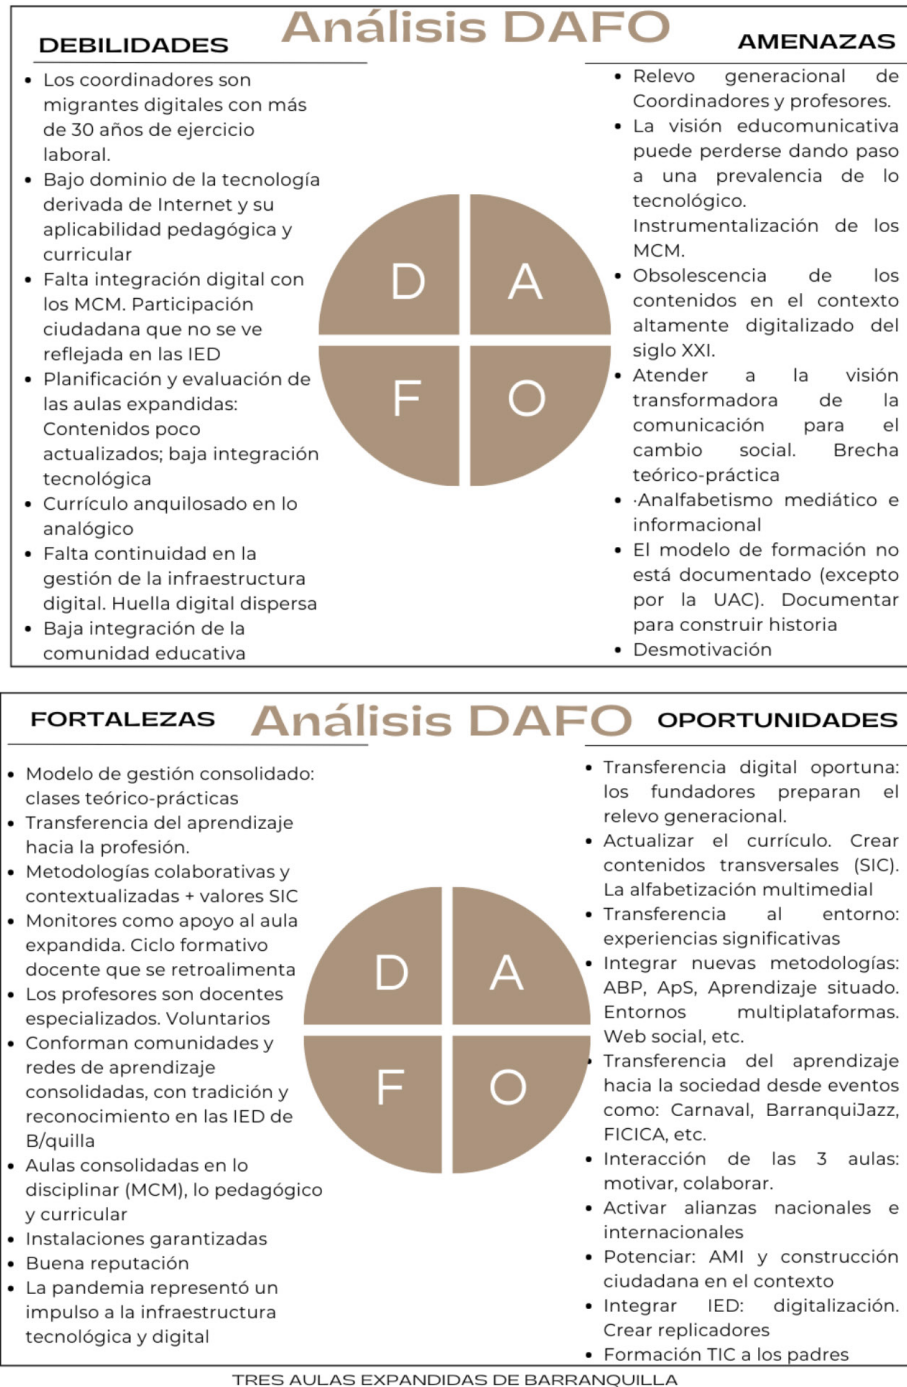 Análisis DAFO
DEBILIDADES
• Los coordinadores son
migrantes digitales con más
de 30 años de ejercicio
laboral.
• Bajo dominio de la tecnología
derivada de Internet y su
aplicabilidad pedagógica y
curricular
• Falta integración digital con
los MCM. Participación
ciudadana que no se ve
reflejada en las IED
• Planificación y evaluación de
las aulas expandidas:
Contenidos poco
actualizados; baja integración
tecnológica
• Currículo anquilosado en lo
analógico
• Falta continuidad en la
gestión de la infraestructura
digital. Huella digital dispersa
• Baja integración de la
comunidad educativa
D A
F O
AMENAZAS
• Relevo generacional de
Coordinadores y profesores.
• La visión educomunicativa
puede perderse dando paso
a una prevalencia de lo
tecnológico.
Instrumentalización de los
MCM.
• Obsolescencia de los
contenidos en el contexto
altamente digitalizado del
siglo XXI.
• Atender a la visión
transformadora de la
comunicación para el
cambio social. Brecha
teórico-práctica
• ·Analfabetismo mediático e
informacional
• El modelo de formación no
está documentado (excepto
por la UAC). Documentar
para construir historia
• Desmotivación
Análisis DAFO
FORTALEZAS
• Modelo de gestión consolidado:
clases teórico-prácticas
• Transferencia del aprendizaje
hacia la profesión.
• Metodologías colaborativas y
contextualizadas + valores SIC
• Monitores como apoyo al aula
expandida. Ciclo formativo
docente que se retroalimenta
• Los profesores son docentes
especializados. Voluntarios
• Conforman comunidades y
redes de aprendizaje
consolidadas, con tradición y
reconocimiento en las IED de
B/quilla
• Aulas consolidadas en lo
disciplinar (MCM), lo pedagógico
y curricular
• Instalaciones garantizadas
• Buena reputación
• La pandemia representó un
impulso a la infraestructura
tecnológica y digital
D A
F O
OPORTUNIDADES
• Transferencia digital oportuna:
los fundadores preparan el
relevo generacional.
• Actualizar el currículo. Crear
contenidos transversales (SIC).
La alfabetización multimedial
• Transferencia al entorno:
experiencias significativas
• Integrar nuevas metodologías:
ABP, ApS, Aprendizaje situado.
Entornos multiplataformas.
Web social, etc.
• Transferencia del aprendizaje
hacia la sociedad desde eventos
como: Carnaval, BarranquiJazz,
FICICA, etc.
• Interacción de las 3 aulas:
motivar, colaborar.
• Activar alianzas nacionales e
internacionales
• Potenciar: AMI y construcción
ciudadana en el contexto
• Integrar IED: digitalización.
Crear replicadores
• Formación TIC a los padres
TRES AULAS EXPANDIDAS DE BARRANQUILLA